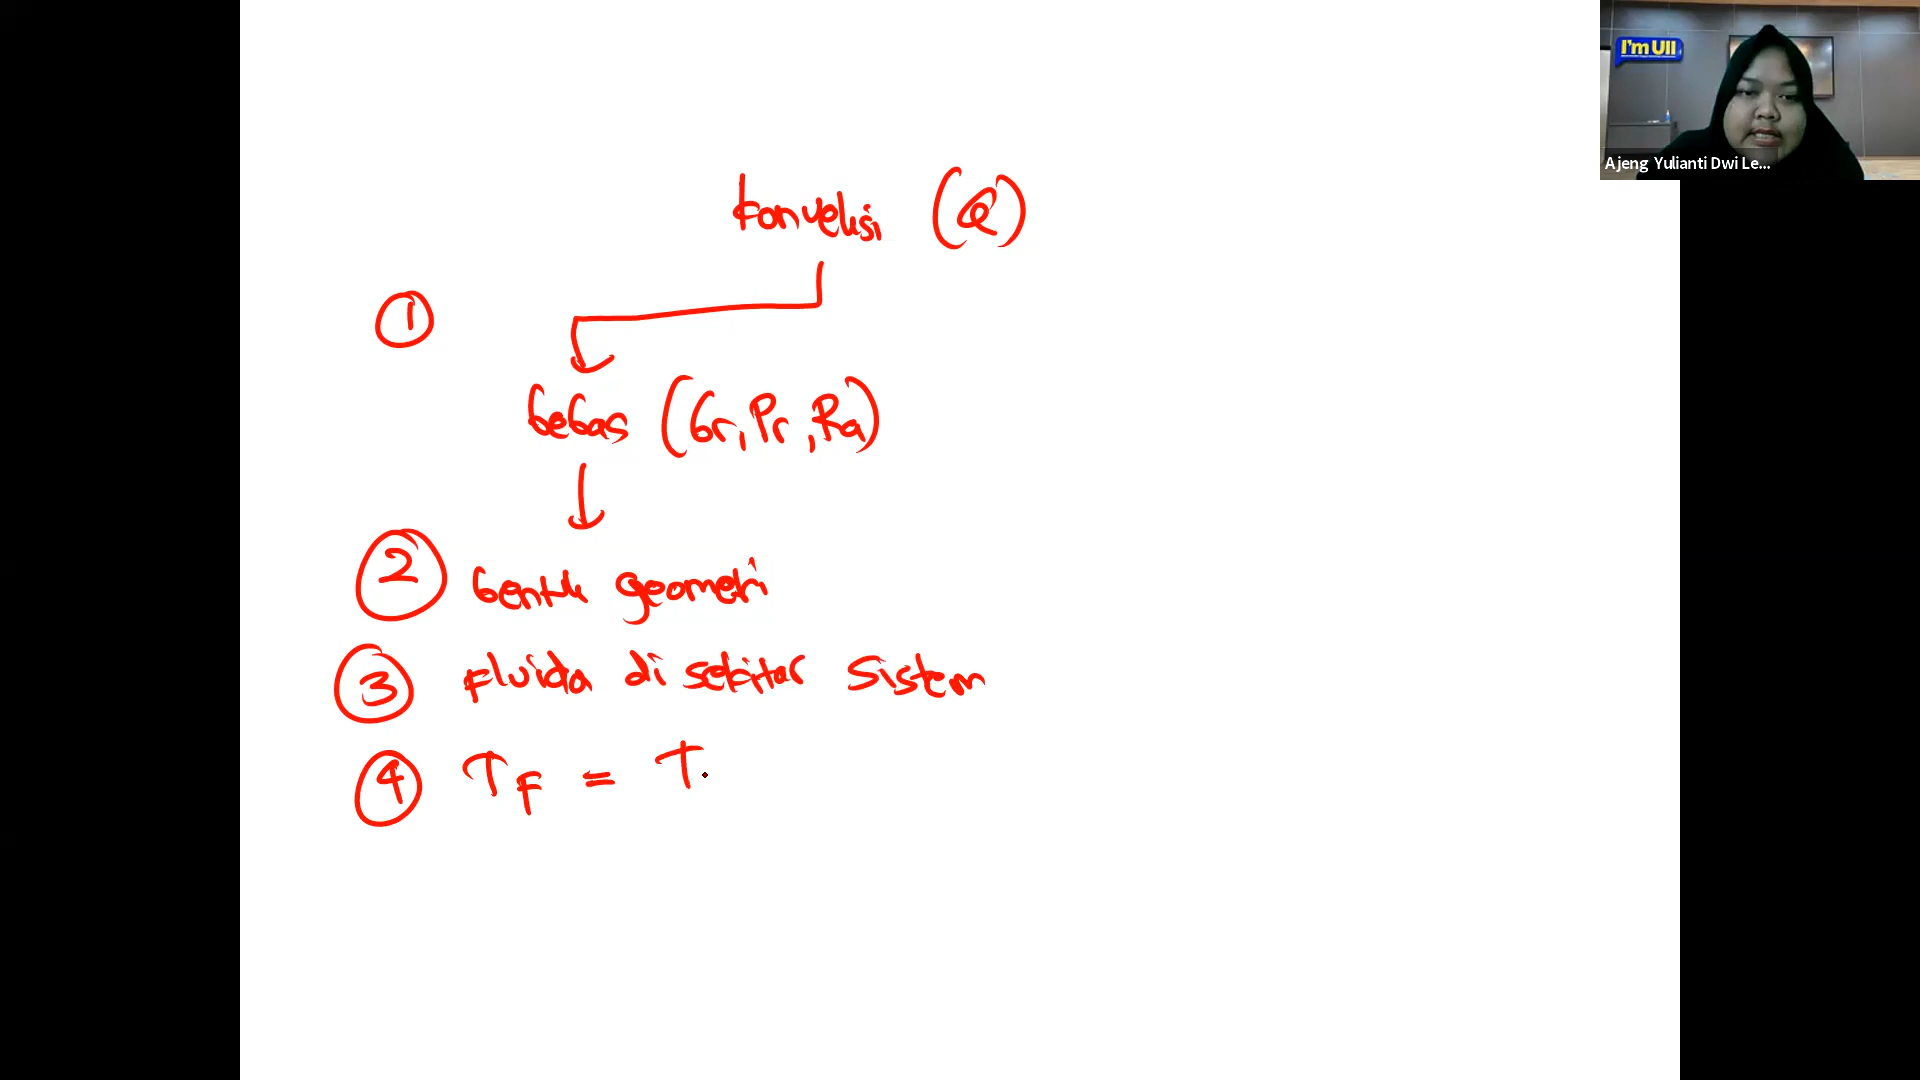 I'm UII
Ajeng Yulianti Dwi Le...
konveksi (Q)
1
bebas (Gr, Pr, Ra)
2 bentuk geometri
3 Fluida di sekitar sistem
4 TF = T